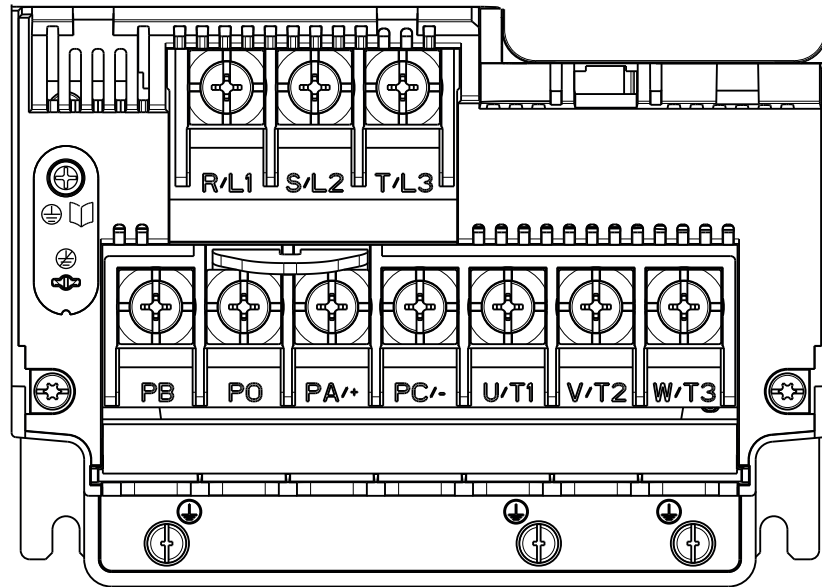 R/L1 S/L2 T/L3
PB PO PA/+ PC/- U/T1 V/T2 W/T3